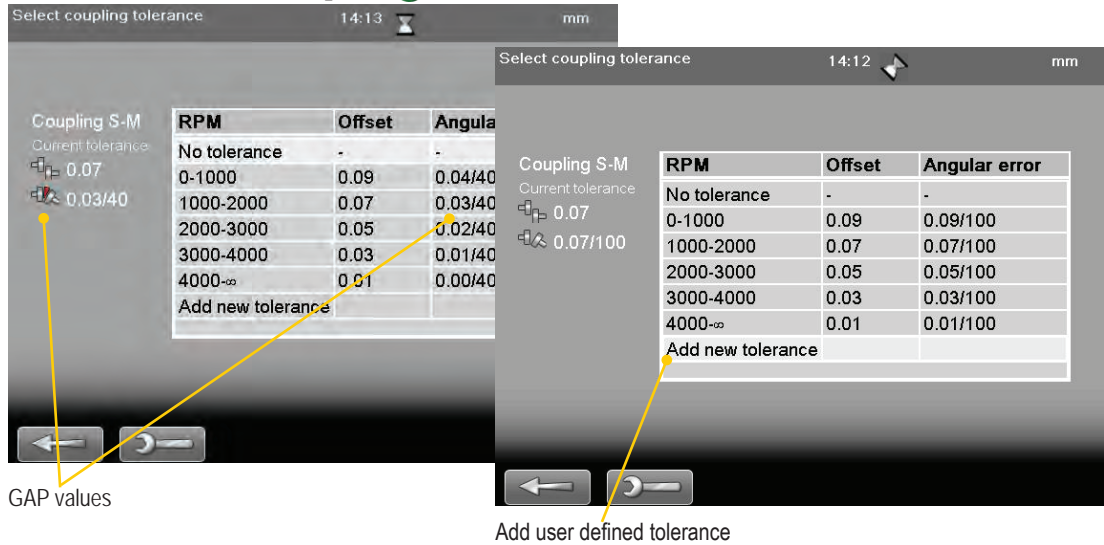 Select coupling tolerance 14:13 mm
Coupling S-M
Current tolerance
0.07
0.03/40
RPM Offset Angula
No tolerance - -
0-1000 0.09 0.04/40
1000-2000 0.07 0.03/40
2000-3000 0.05 0.02/40
3000-4000 0.03 0.01/40
4000-∞ 0.01 0.00/40
Add new tolerance
GAP values
Select coupling tolerance 14:12 mm
Coupling S-M
Current tolerance
0.07
0.07/100
RPM Offset Angular error
No tolerance - -
0-1000 0.09 0.09/100
1000-2000 0.07 0.07/100
2000-3000 0.05 0.05/100
3000-4000 0.03 0.03/100
4000-∞ 0.01 0.01/100
Add new tolerance
Add user defined tolerance